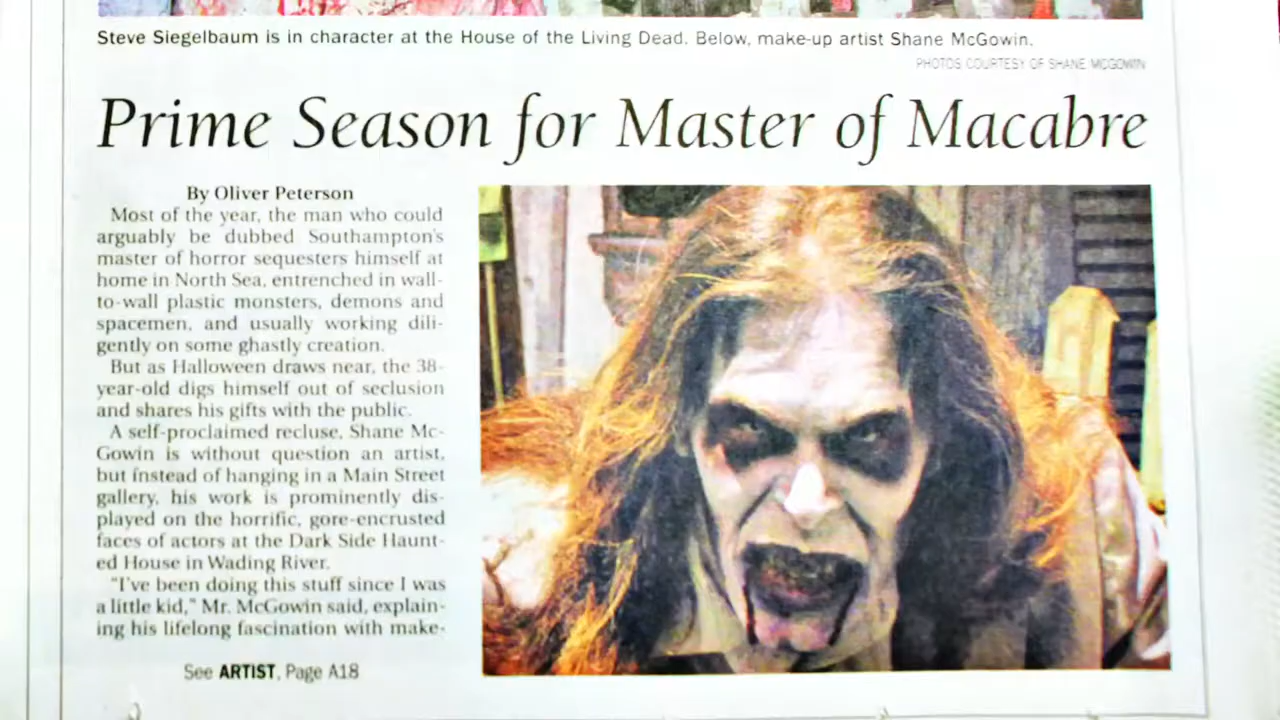 Steve Siegelbaum is in character at the House of the Living Dead. Below, make-up artist Shane McGowin.
PHOTOS COURTESY OF SHANE MCGOWIN
Prime Season for Master of Macabre
By Oliver Peterson
Most of the year, the man who could
arguably be dubbed Southampton's
master of horror sequesters himself at
home in North Sea, entrenched in wall-
to-wall plastic monsters, demons and
spacemen, and usually working dili-
gently on some ghastly creation.
But as Halloween draws near, the 38-
year-old digs himself out of seclusion
and shares his gifts with the public.
A self-proclaimed recluse, Shane Mc-
Gowin is without question an artist,
but instead of hanging in a Main Street
gallery, his work is prominently dis-
played on the horrific, gore-encrusted
faces of actors at the Dark Side Haunt-
ed House in Wading River.
"I've been doing this stuff since I was
a little kid," Mr. McGowin said, explain-
ing his lifelong fascination with make-
See ARTIST, Page A18